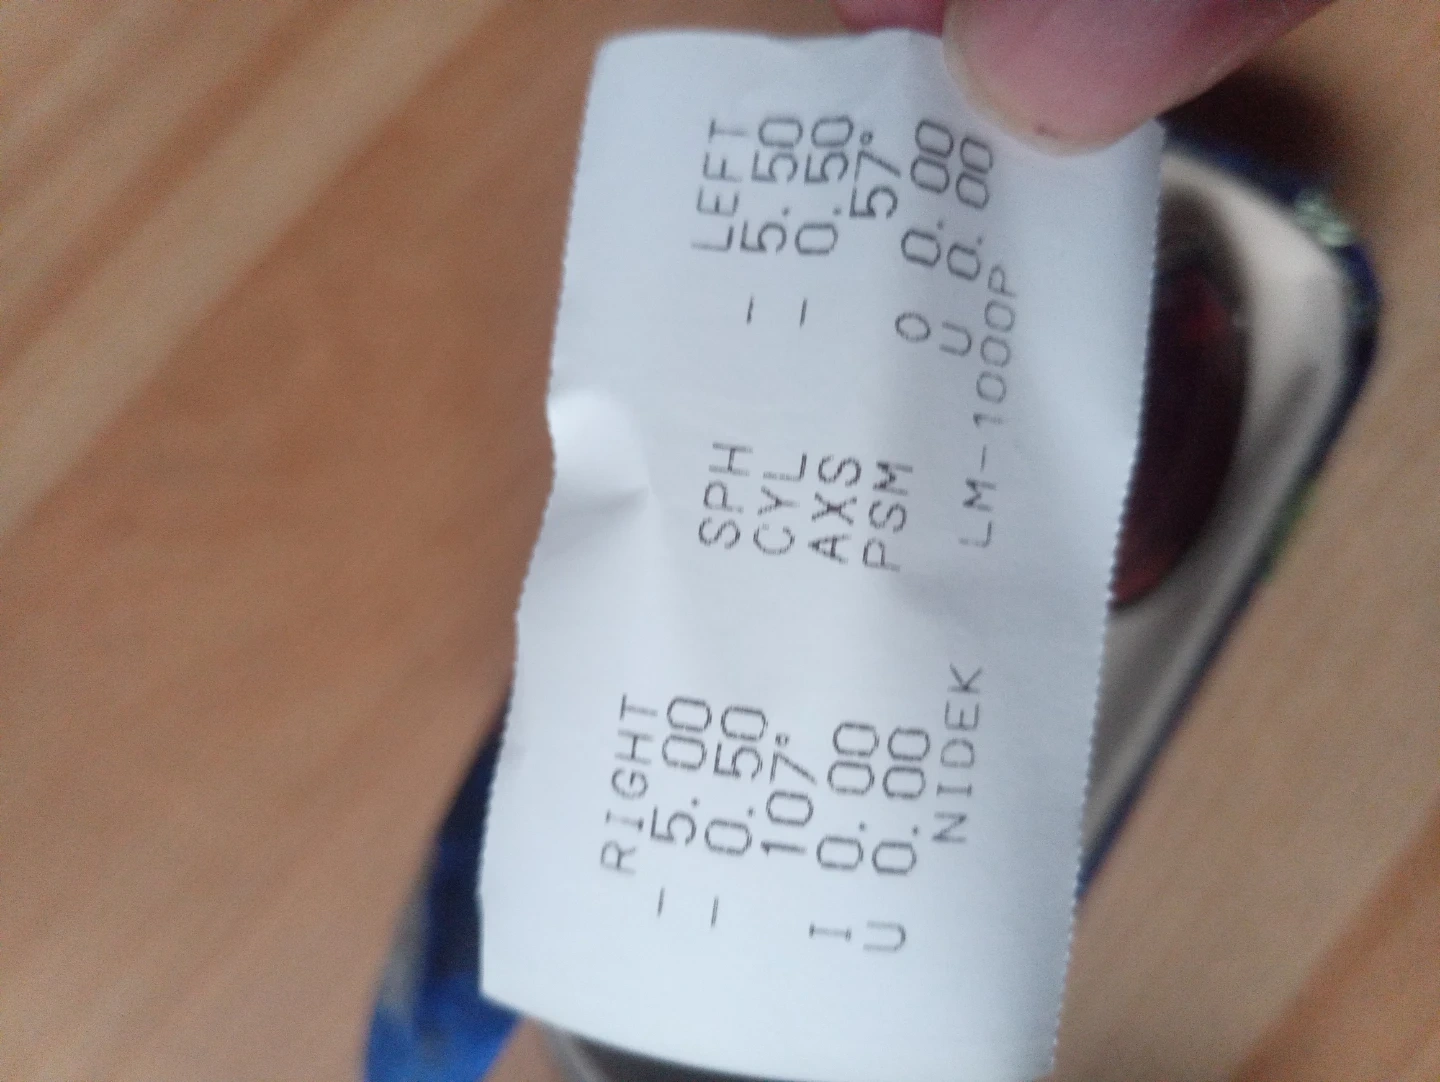 RIGHT LEFT
- 5.00 SPH - 5.50
- 0.50 CYL - 0.50
107° AXS 57°
I 0.00 PSM O 0.00
U 0.00 U 0.00
NIDEK LM-1000P